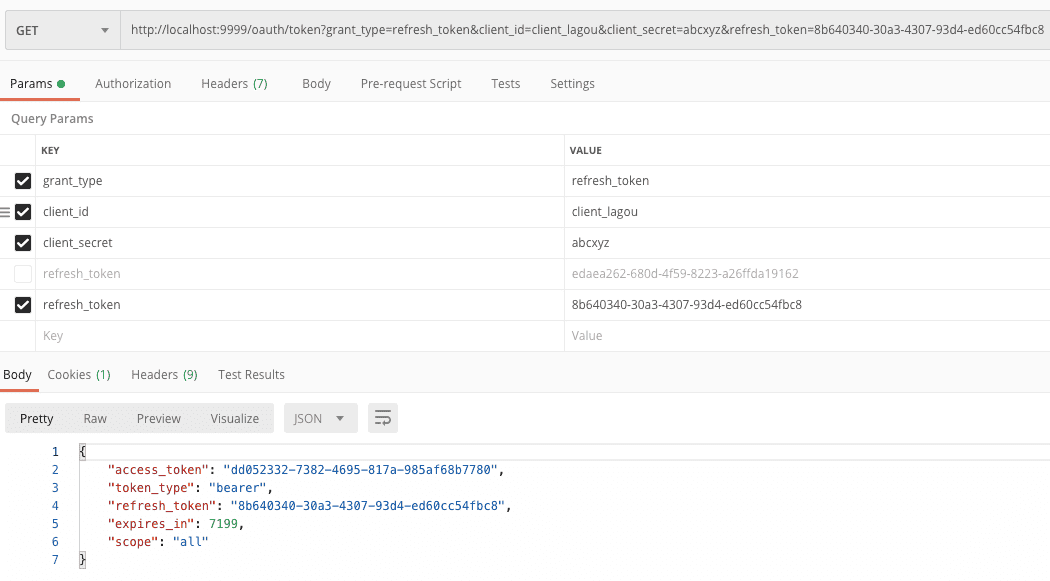 GET http://localhost:9999/oauth/token?grant_type=refresh_token&client_id=client_lagou&client_secret=abcxyz&refresh_token=8b640340-30a3-4307-93d4-ed60cc54fbc8
Params Authorization Headers (7) Body Pre-request Script Tests Settings
Query Params
KEY VALUE
grant_type refresh_token
client_id client_lagou
client_secret abcxyz
refresh_token edaea262-680d-4f59-8223-a26ffda19162
refresh_token 8b640340-30a3-4307-93d4-ed60cc54fbc8
Key Value
Body Cookies (1) Headers (9) Test Results
Pretty Raw Preview Visualize JSON
1 {
2 "access_token": "dd052332-7382-4695-817a-985af68b7780",
3 "token_type": "bearer",
4 "refresh_token": "8b640340-30a3-4307-93d4-ed60cc54fbc8",
5 "expires_in": 7199,
6 "scope": "all"
7 }